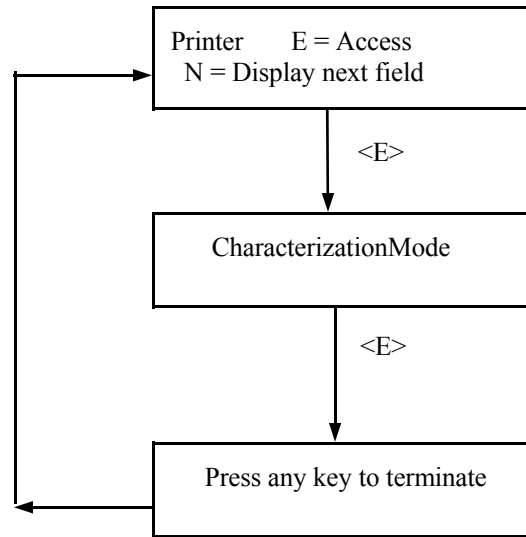 Printer E = Access
N = Display next field
<E>
CharacterizationMode
<E>
Press any key to terminate